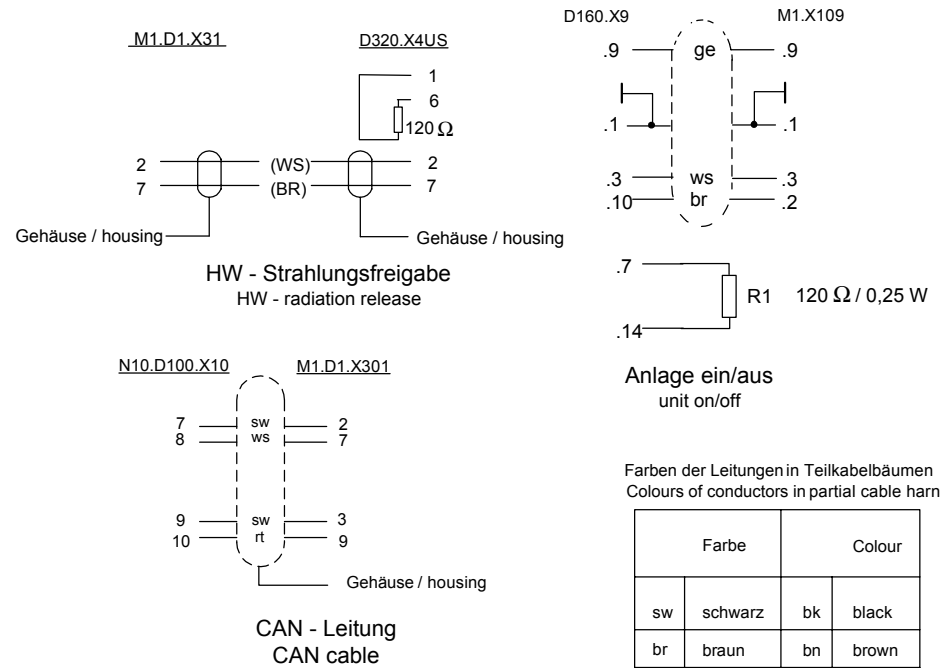 M1.D1.X31 D320.X4US
1
6
120 Ω
2 (WS) 2
7 (BR) 7
Gehäuse / housing Gehäuse / housing
HW - Strahlungsfreigabe
HW - radiation release
D160.X9 M1.X109
.9 ge .9
.1 .1
.3 ws .3
.10 br .2
.7
R1 120 Ω / 0,25 W
.14
Anlage ein/aus
unit on/off
N10.D100.X10 M1.D1.X301
7 sw 2
8 ws 7
9 sw 3
10 rt 9
Gehäuse / housing
CAN - Leitung
CAN cable
Farben der Leitungen in Teilkabelbäumen
Colours of conductors in partial cable harn
Farbe Colour
sw schwarz bk black
br braun bn brown